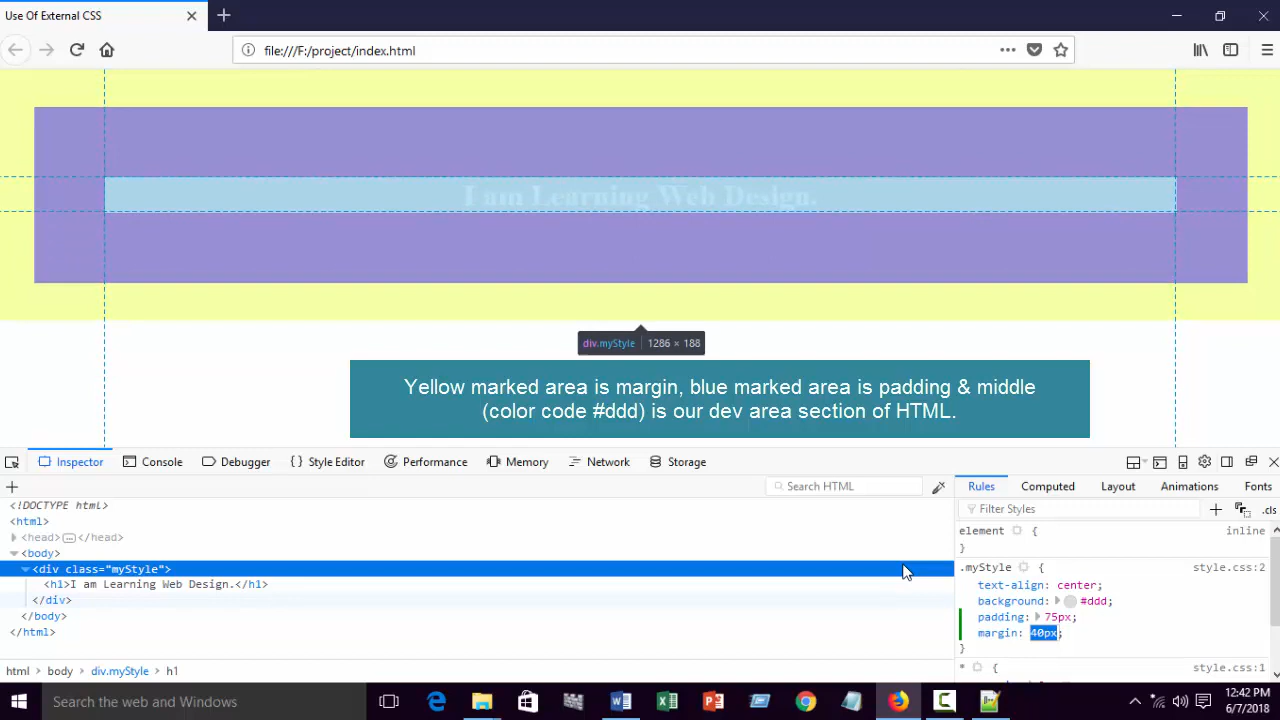 Use Of External CSS
file:///F:/project/index.html
I am Learning Web Design.
div.myStyle 1286 × 188
Yellow marked area is margin, blue marked area is padding & middle
(color code #ddd) is our dev area section of HTML.
Inspector Console Debugger {} Style Editor Performance Memory Network Storage
+ Search HTML Rules Computed Layout Animations Fonts
<!DOCTYPE html> Filter Styles + .cls
<html>
<head>…</head> element { inline
<body> }
<div class="myStyle"> .myStyle { style.css:2
<h1>I am Learning Web Design.</h1> text-align: center;
</div> background: #ddd;
</body> padding: 75px;
</html> margin: 40px;
}
html body div.myStyle h1 * { style.css:1
Search the web and Windows
12:42 PM
6/7/2018